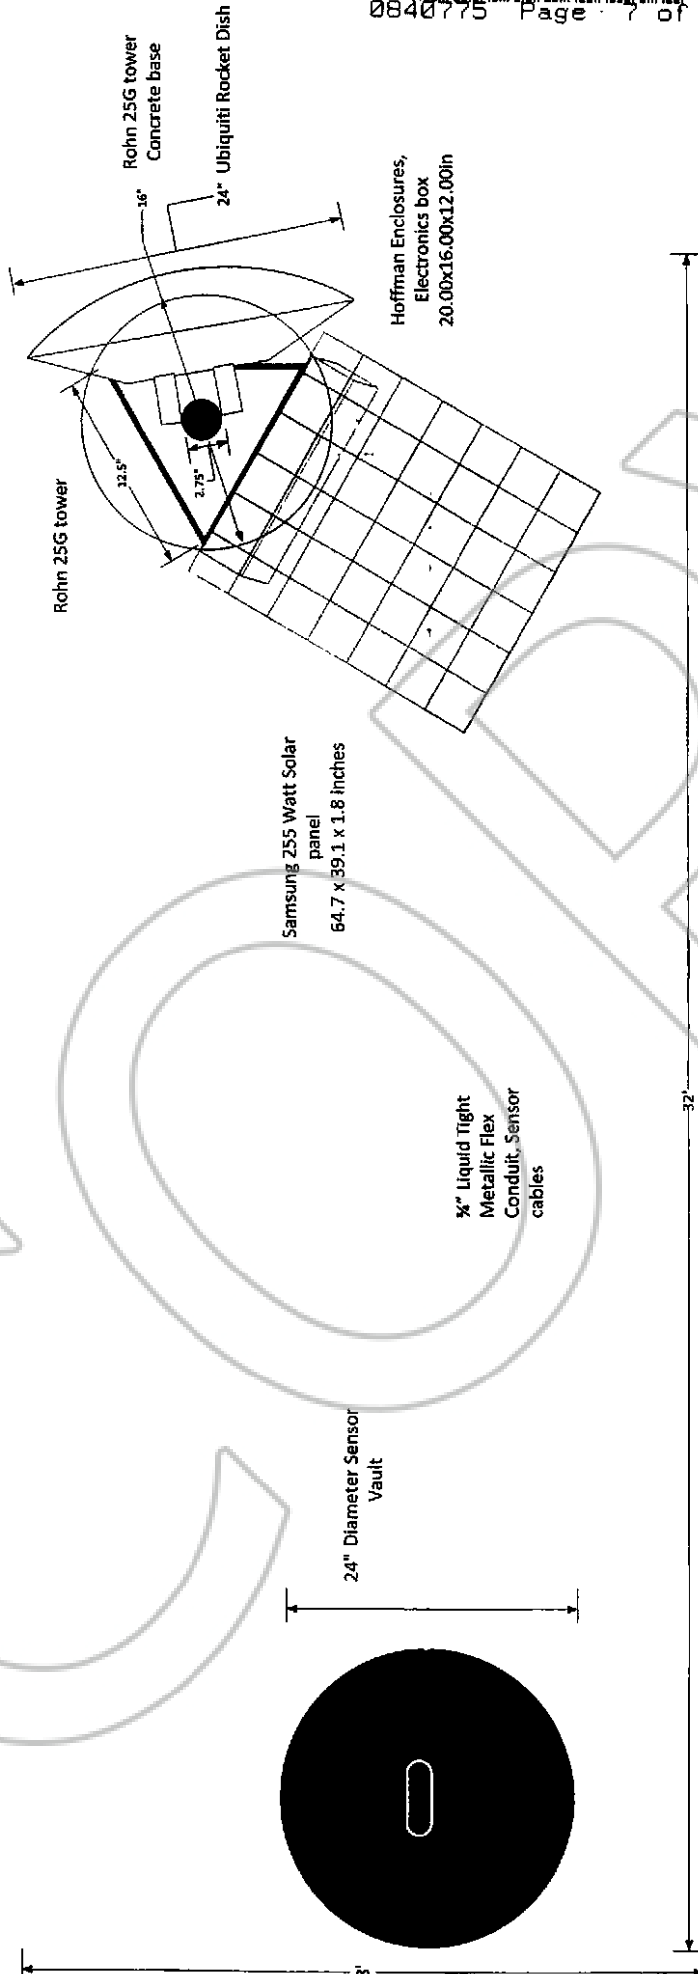 0840775 Page 7 of
Rohn 25G tower
Concrete base
16"
24" Ubiquiti Rocket Dish
Hoffman Enclosures,
Electronics box
20.00x16.00x12.00in
Rohn 25G tower
12.5"
2.75"
Samsung 255 Watt Solar
panel
64.7 x 39.1 x 1.8 inches
¾" Liquid Tight
Metallic Flex
Conduit, Sensor
cables
24" Diameter Sensor
Vault
32'
8'
COP